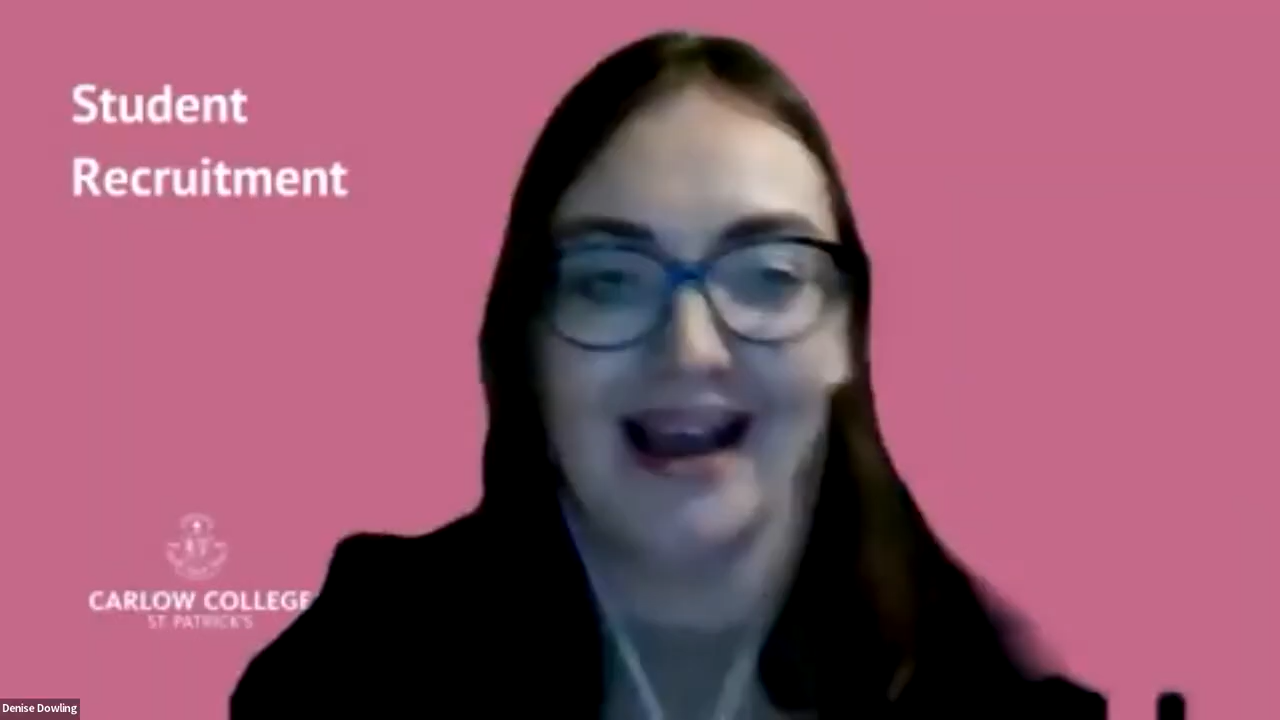 Student
Recruitment
CARLOW COLLEGE
ST PATRICK'S
Denise Dowling